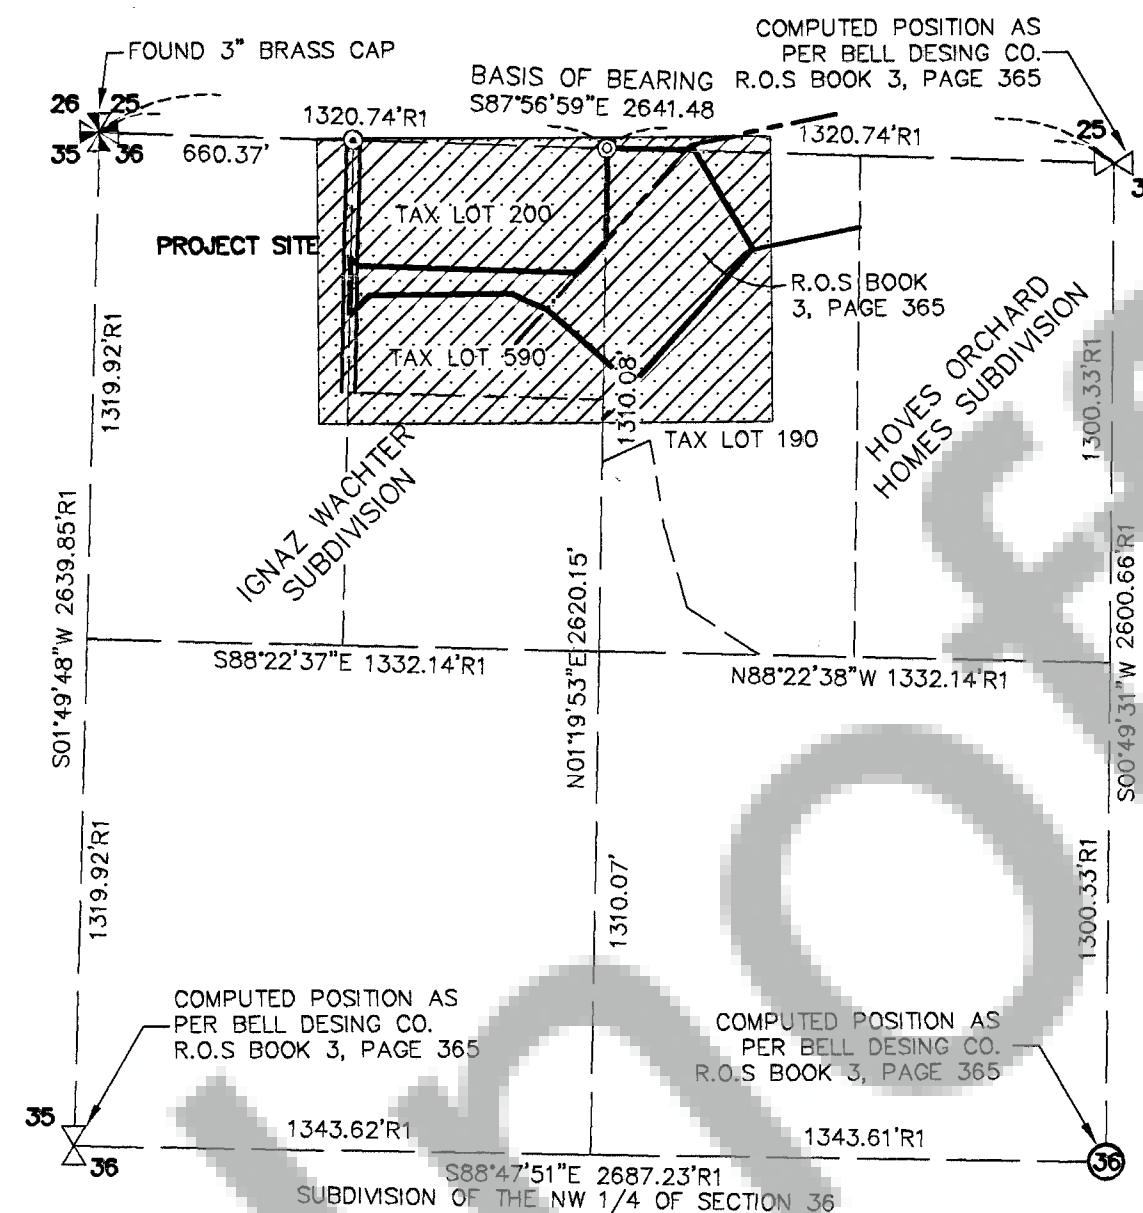 FOUND 3" BRASS CAP
COMPUTED POSITION AS
PER BELL DESING CO.
R.O.S BOOK 3, PAGE 365
BASIS OF BEARING
S87°56'59"E 2641.48
26 25
35 36
1320.74'R1
660.37'
1320.74'R1
25
TAX LOT 200
PROJECT SITE
R.O.S BOOK
3, PAGE 365
TAX LOT 590
1310.08'
TAX LOT 190
HOVES ORCHARD
HOMES SUBDIVISION
1319.92'R1
1300.33'R1
IGNAZ WACHTER
SUBDIVISION
S01°49'48"W 2639.85'R1
N01°19'53"E 2620.15'
S00°49'31"W 2600.66'R1
S88°22'37"E 1332.14'R1
N88°22'38"W 1332.14'R1
1319.92'R1
1310.07'
1300.33'R1
COMPUTED POSITION AS
PER BELL DESING CO.
R.O.S BOOK 3, PAGE 365
COMPUTED POSITION AS
PER BELL DESING CO.
R.O.S BOOK 3, PAGE 365
35
36
1343.62'R1
1343.61'R1
36
S88°47'51"E 2687.23'R1
SUBDIVISION OF THE NW 1/4 OF SECTION 36